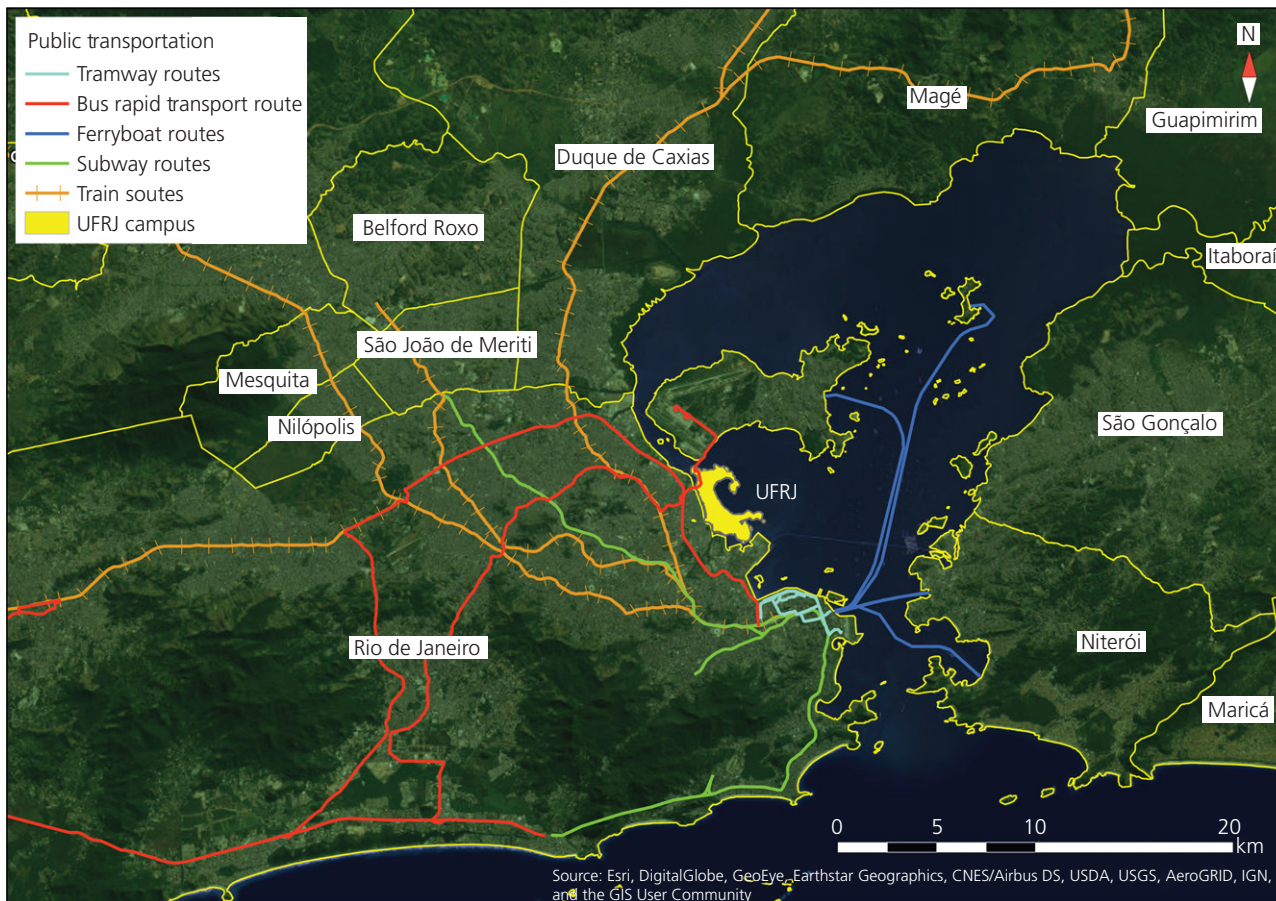 Public transportation
Tramway routes
Bus rapid transport route
Ferryboat routes
Subway routes
Train soutes
UFRJ campus
N
Magé
Guapimirim
Duque de Caxias
Belford Roxo
Itaboraí
São João de Meriti
Mesquita
São Gonçalo
Nilópolis
UFRJ
Rio de Janeiro
Niterói
Maricá
0 5 10 20
km
Source: Esri, DigitalGlobe, GeoEye, Earthstar Geographics, CNES/Airbus DS, USDA, USGS, AeroGRID, IGN,
and the GIS User Community